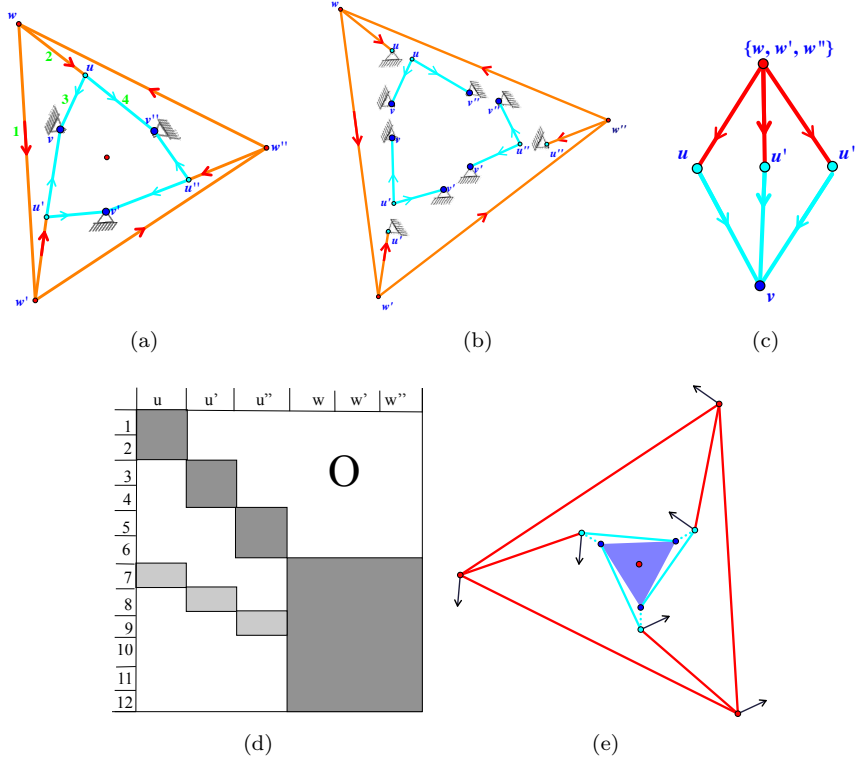 w
2
u
3
4
v
v''
1
w''
u''
u'
v'
w'
(a)
w
u
u
v''
v''
v
v
w''
u''
u''
v'
v'
u'
u'
w'
(b)
{w, w', w''}
u
u'
u'
v
(c)
u u' u'' w w' w''
1
2
3
4
5
6
7
8
9
10
11
12
O
(d)
(e)